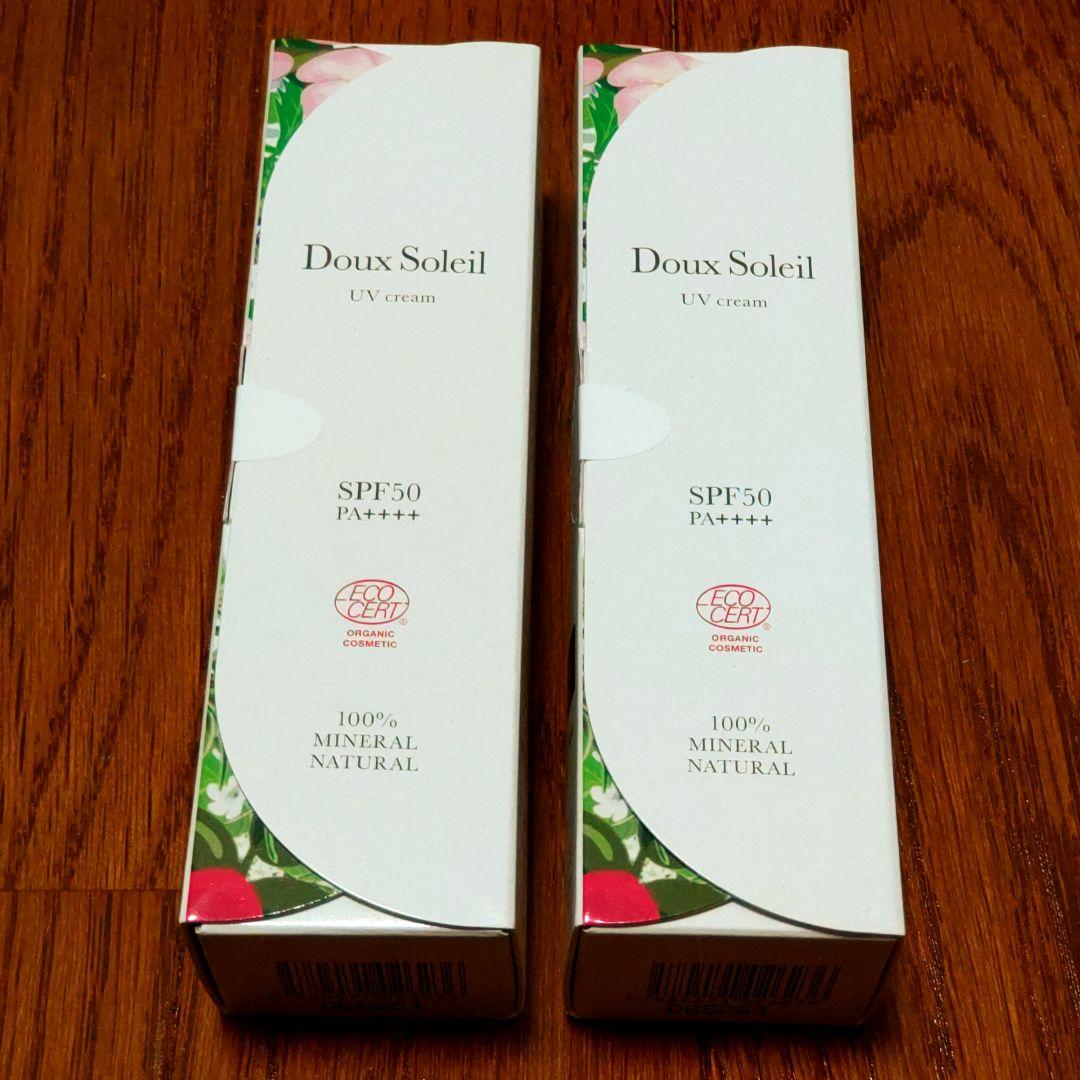 Doux Soleil
UV cream
SPF50
PA++++
ECO
CERT®
ORGANIC
COSMETIC
100%
MINERAL
NATURAL
Doux Soleil
UV cream
SPF50
PA++++
ECO
CERT®
ORGANIC
COSMETIC
100%
MINERAL
NATURAL